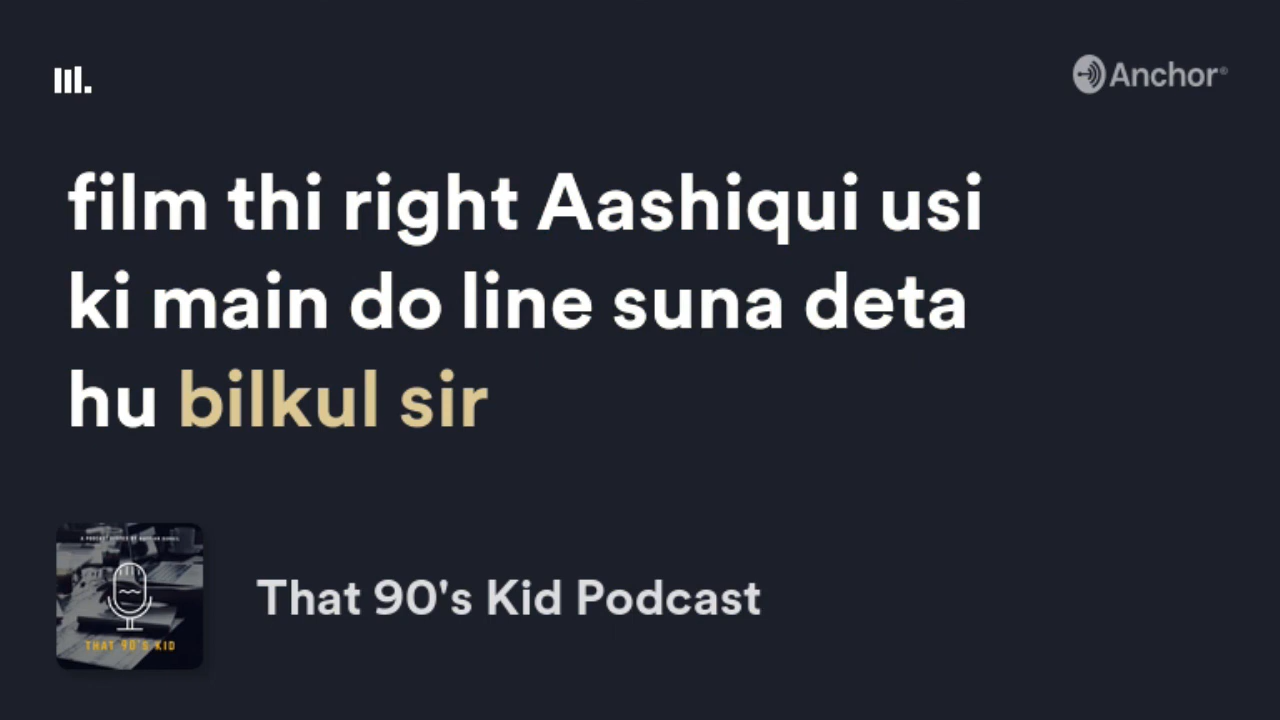 Anchor®
film thi right Aashiqui usi
ki main do line suna deta
hu bilkul sir
THAT 90'S KID
That 90's Kid Podcast